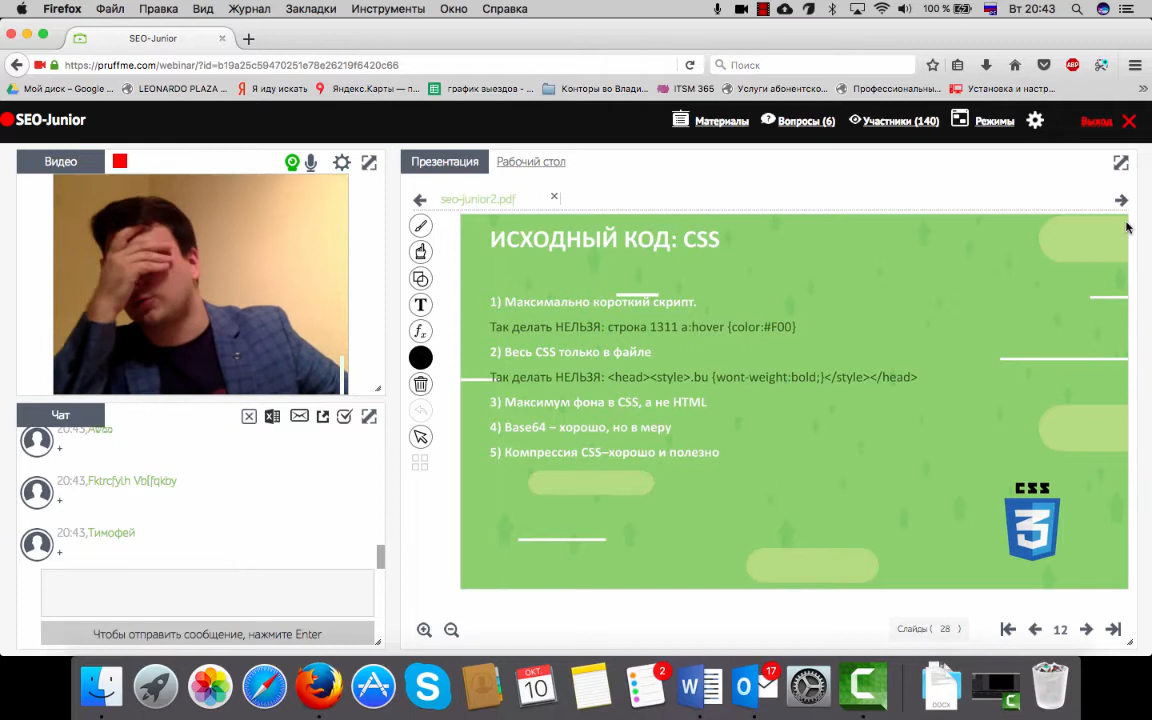 Firefox Файл Правка Вид Журнал Закладки Инструменты Окно Справка 100 % Вт 20:43
SEO-Junior
https://pruffme.com/webinar/?id=b19a25c59470251e78e26219f6420c66 Поиск
Мой диск – Google ... LEONARDO PLAZA ... Я иду искать Яндекс.Карты — п... график выездов - G... Конторы во Влади... ITSM 365 Услуги абонентско... Профессиональны... Установка и настр...
SEO-Junior Материалы Вопросы (6) Участники (140) Режимы Выход
Видео
Презентация Рабочий стол
seo-junior2.pdf
ИСХОДНЫЙ КОД: CSS
1) Максимально короткий скрипт.
Так делать НЕЛЬЗЯ: строка 1311 a:hover {color:#F00}
2) Весь CSS только в файле
Так делать НЕЛЬЗЯ: <head><style>.bu {wont-weight:bold;}</style></head>
3) Максимум фона в CSS, а не HTML
4) Base64 – хорошо, но в меру
5) Компрессия CSS–хорошо и полезно
CSS
3
Чат
+
20:43,Fktrcfylh Vb[fqkby
+
20:43,Тимофей
+
Чтобы отправить сообщение, нажмите Enter
Слайды ( 28 ) 12
OKT
10
2
17
DOCX